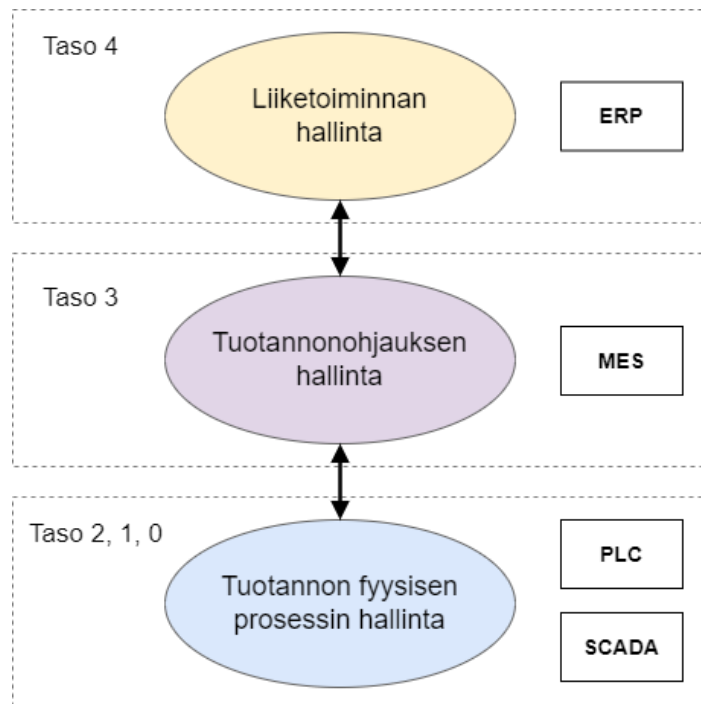 Taso 4
Liiketoiminnan
hallinta
ERP
Taso 3
Tuotannonohjauksen
hallinta
MES
Taso 2, 1, 0
Tuotannon fyysisen
prosessin hallinta
PLC
SCADA